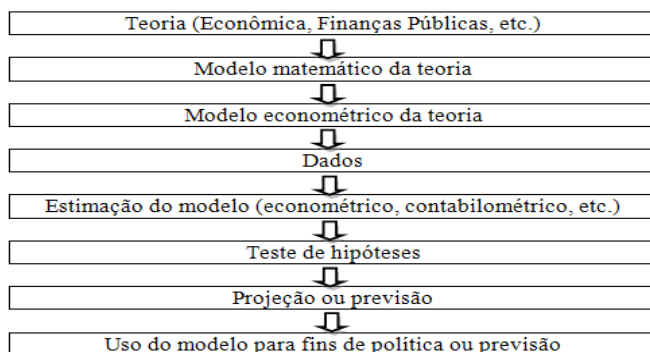 Teoria (Econômica, Finanças Públicas, etc.)
Modelo matemático da teoria
Modelo econométrico da teoria
Dados
Estimação do modelo (econométrico, contabilométrico, etc.)
Teste de hipóteses
Projeção ou previsão
Uso do modelo para fins de política ou previsão